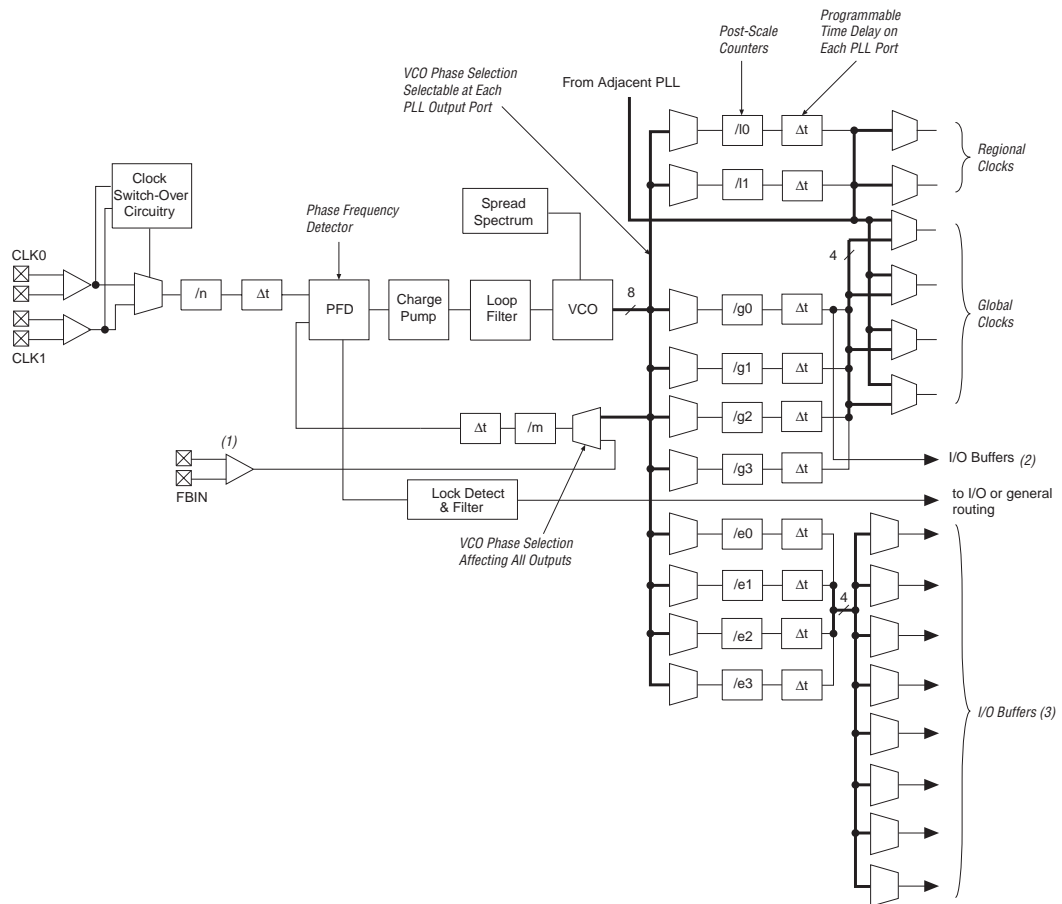 Programmable
Time Delay on
Each PLL Port
Post-Scale
Counters
VCO Phase Selection
Selectable at Each
PLL Output Port
From Adjacent PLL
/l0
Δt
Regional
Clocks
/l1
Δt
Clock
Switch-Over
Circuitry
Phase Frequency
Detector
Spread
Spectrum
CLK0
CLK1
/n
Δt
PFD
Charge
Pump
Loop
Filter
VCO
8
4
/g0
Δt
Global
Clocks
/g1
Δt
/g2
Δt
/g3
Δt
Δt
/m
(1)
FBIN
I/O Buffers (2)
Lock Detect
& Filter
to I/O or general
routing
VCO Phase Selection
Affecting All Outputs
/e0
Δt
/e1
Δt
4
/e2
Δt
/e3
Δt
I/O Buffers (3)